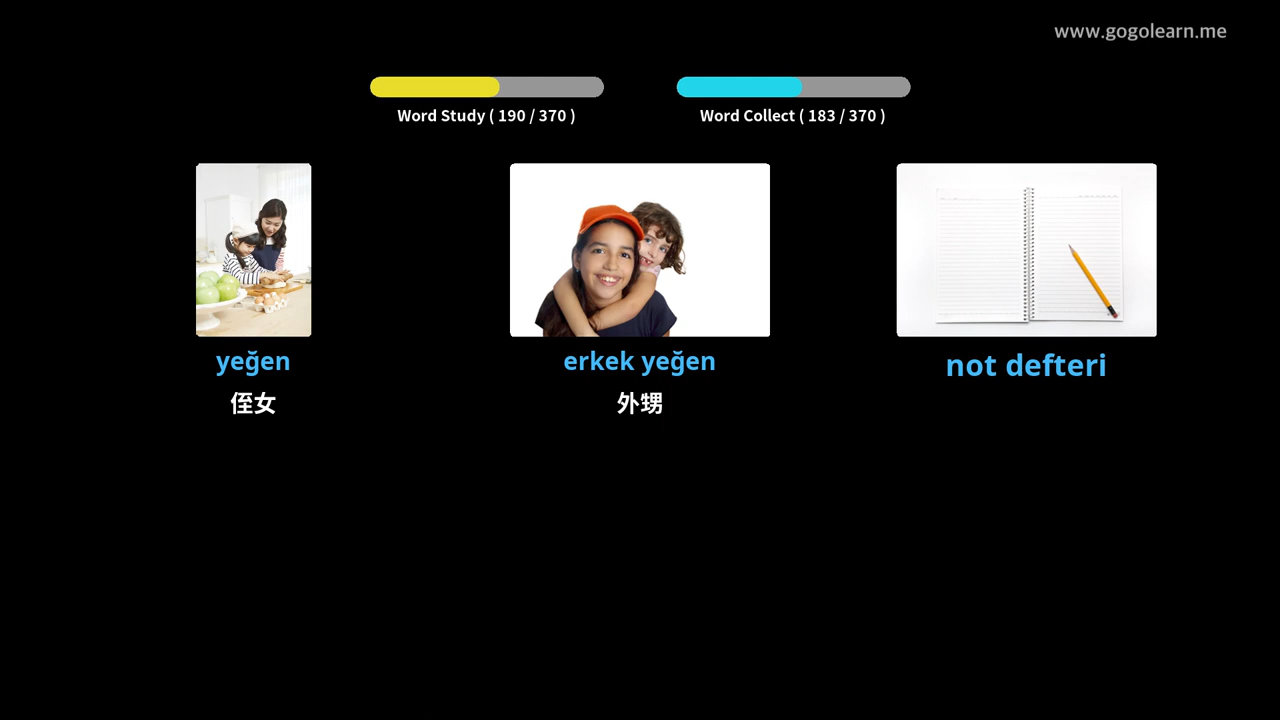 www.gogolearn.me
Word Study ( 190 / 370 )
Word Collect ( 183 / 370 )
yeğen
侄女
erkek yeğen
外甥
not defteri